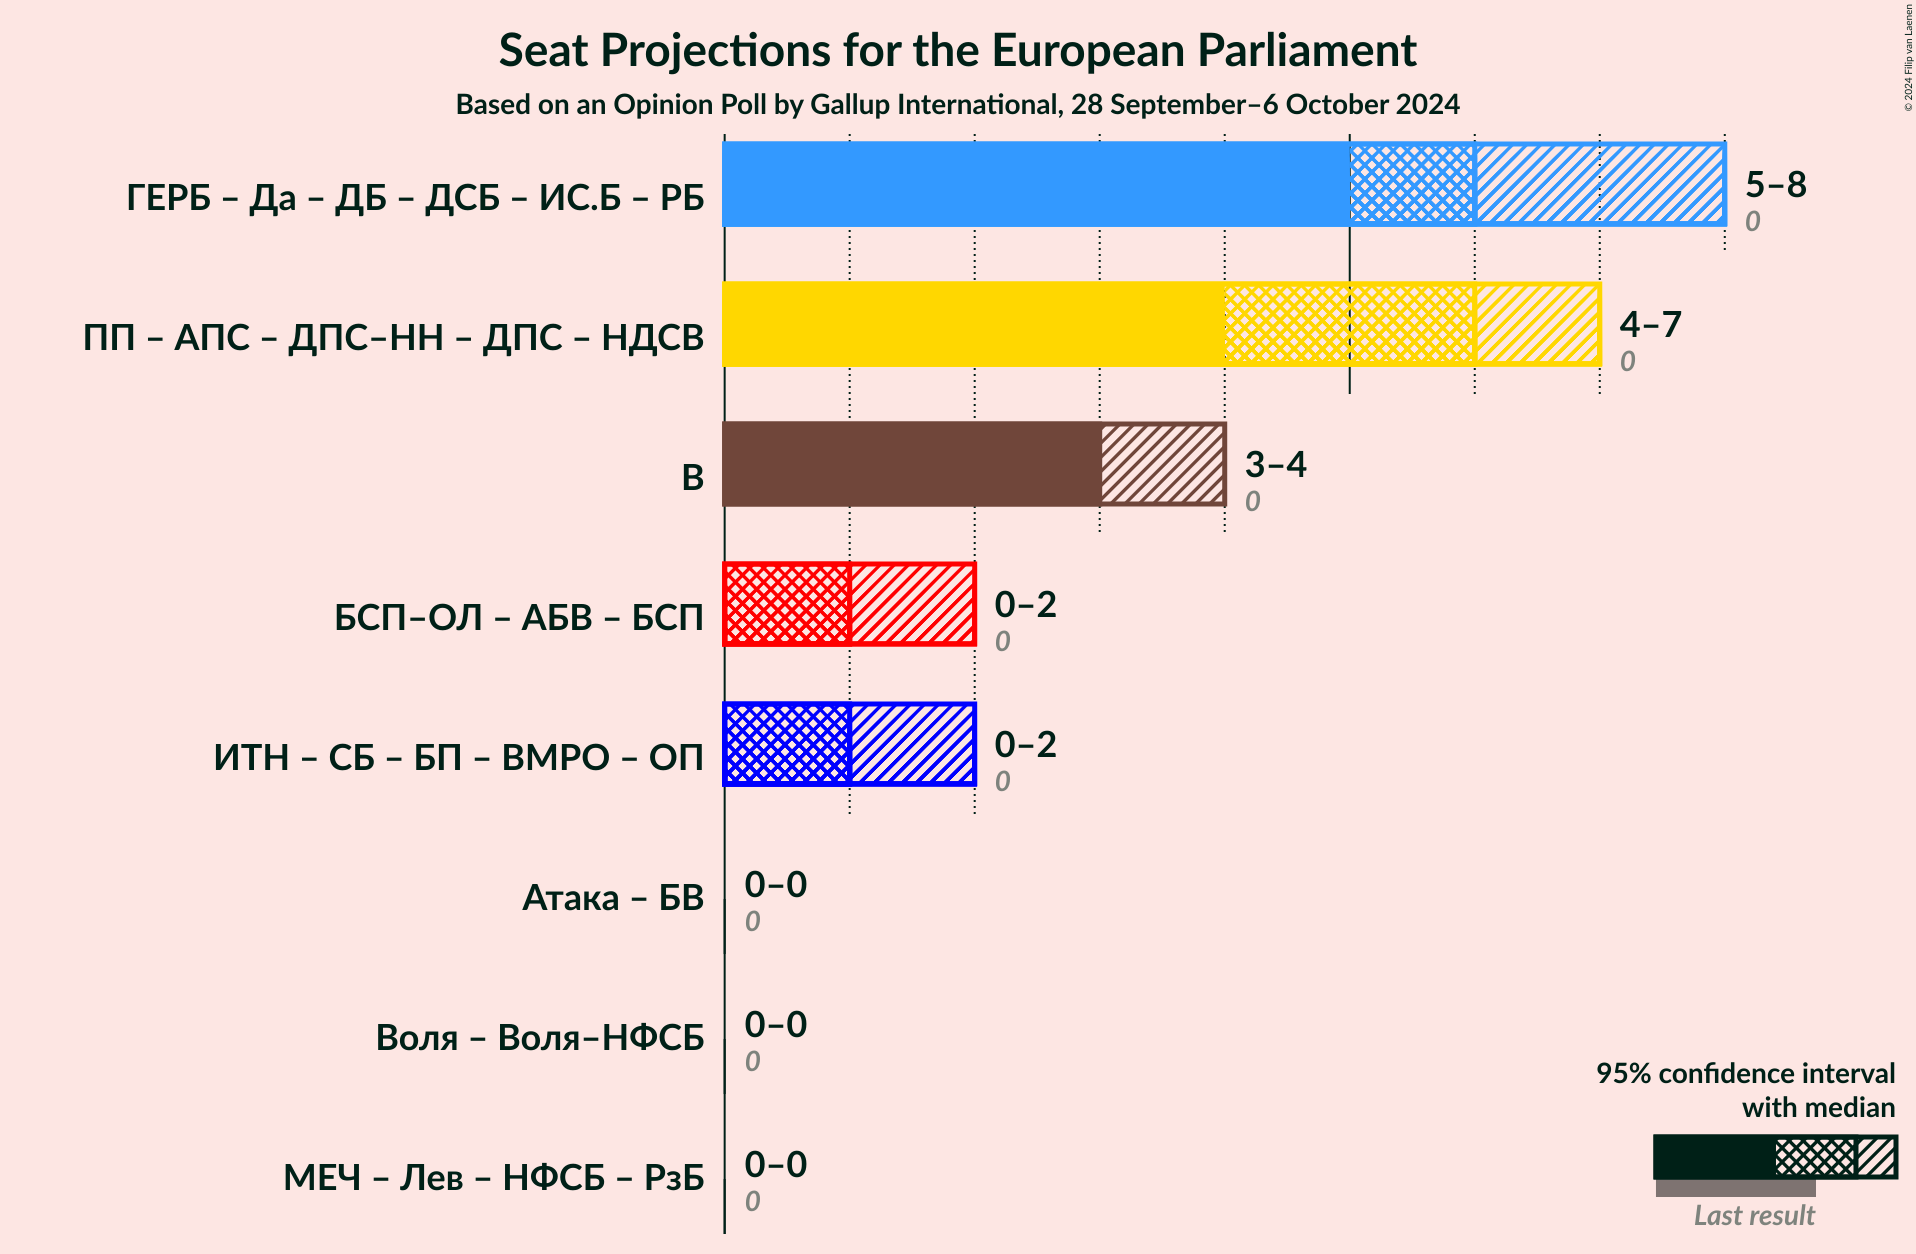 Seat Projections for the European Parliament
Based on an Opinion Poll by Gallup International, 28 September–6 October 2024
© 2024 Filip van Laenen
ГЕРБ – Да – ДБ – ДСБ – ИС.Б – РБ
5–8
0
ПП – АПС – ДПС–НН – ДПС – НДСВ
4–7
0
В
3–4
0
БСП–ОЛ – АБВ – БСП
0–2
0
ИТН – СБ – БП – ВМРО – ОП
0–2
0
Атака – БВ
0–0
0
Воля – Воля–НФСБ
0–0
0
МЕЧ – Лев – НФСБ – РзБ
0–0
0
95% confidence interval
with median
Last result